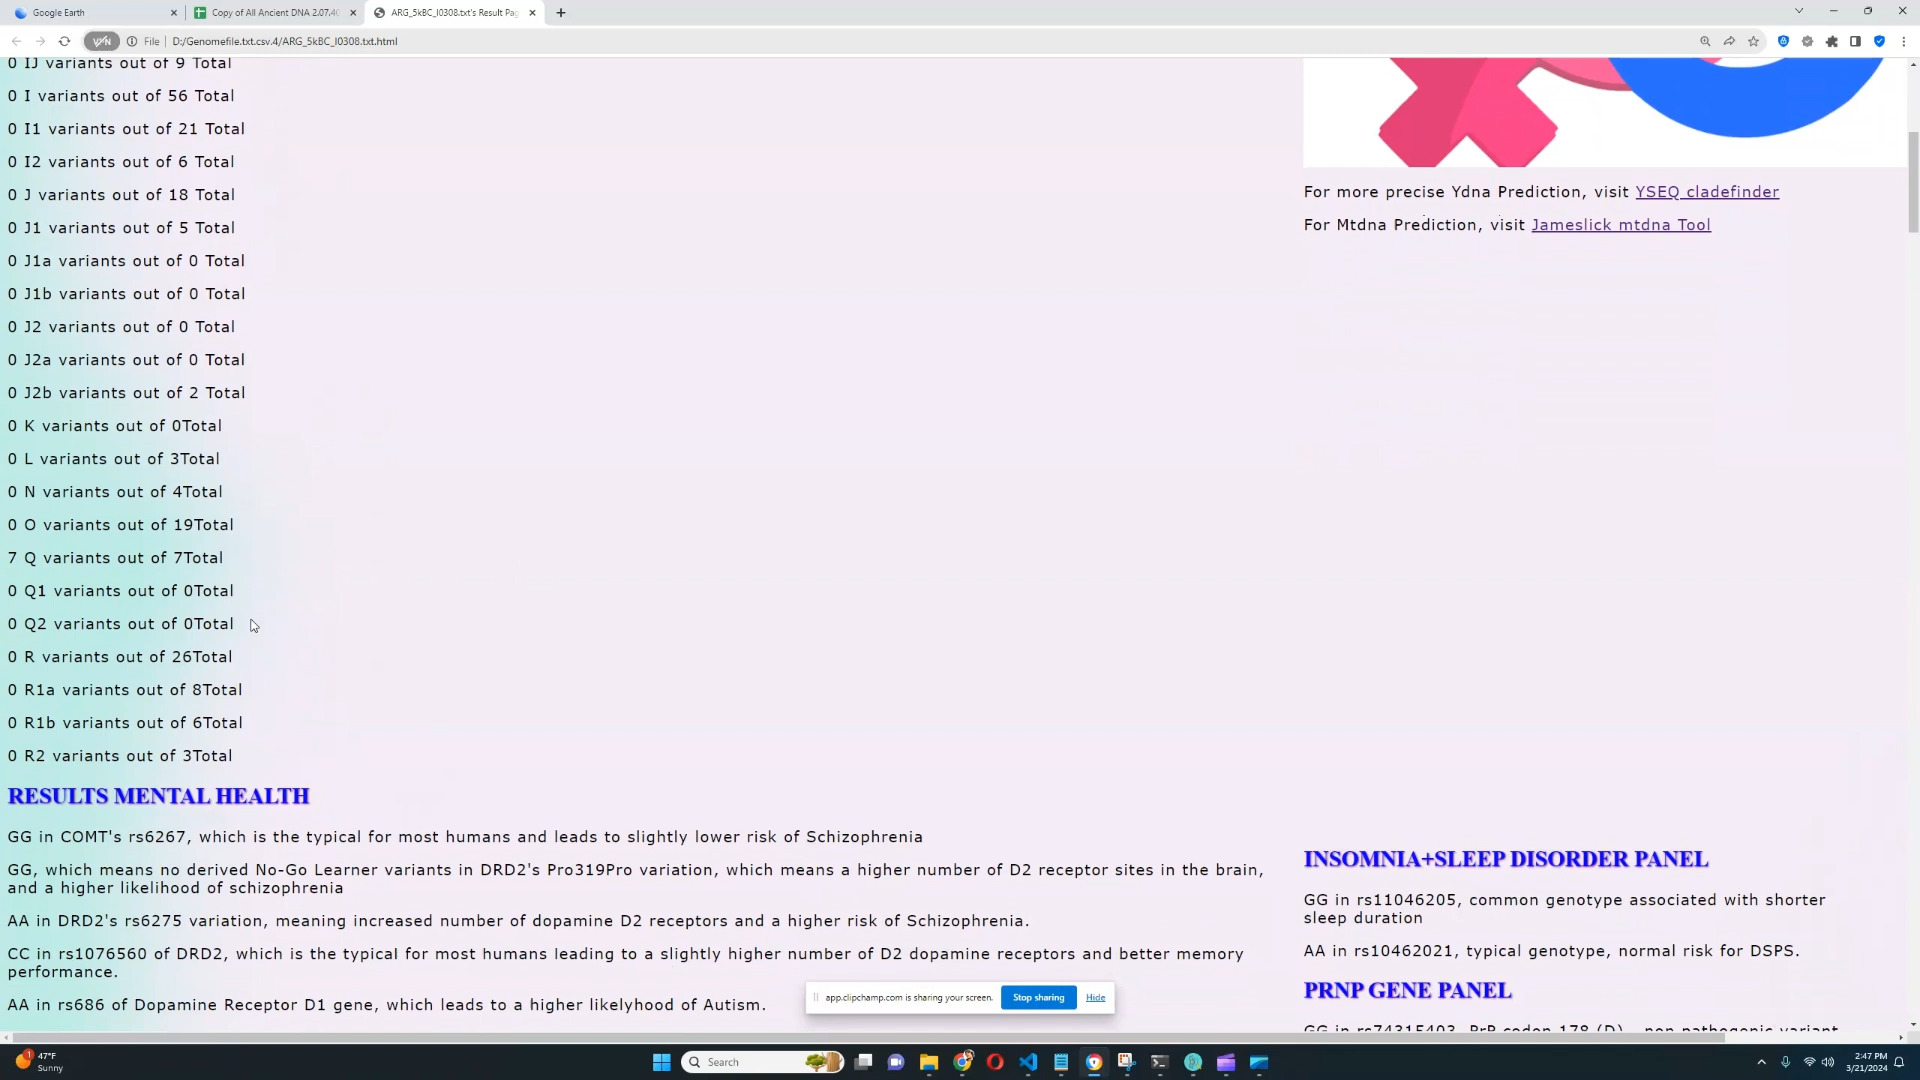 Google Earth
Copy of All Ancient DNA 2.07.40
ARG_5kBC_I0308.txt's Result Pag
File
D:/Genomefile.txt.csv.4/ARG_5kBC_I0308.txt.html
0 IJ variants out of 9 Total
0 I variants out of 56 Total
0 I1 variants out of 21 Total
0 I2 variants out of 6 Total
0 J variants out of 18 Total
0 J1 variants out of 5 Total
0 J1a variants out of 0 Total
0 J1b variants out of 0 Total
0 J2 variants out of 0 Total
0 J2a variants out of 0 Total
0 J2b variants out of 2 Total
0 K variants out of 0Total
0 L variants out of 3Total
0 N variants out of 4Total
0 O variants out of 19Total
7 Q variants out of 7Total
0 Q1 variants out of 0Total
0 Q2 variants out of 0Total
0 R variants out of 26Total
0 R1a variants out of 8Total
0 R1b variants out of 6Total
0 R2 variants out of 3Total
For more precise Ydna Prediction, visit YSEQ cladefinder
For Mtdna Prediction, visit Jameslick mtdna Tool
RESULTS MENTAL HEALTH
GG in COMT's rs6267, which is the typical for most humans and leads to slightly lower risk of Schizophrenia
GG, which means no derived No-Go Learner variants in DRD2's Pro319Pro variation, which means a higher number of D2 receptor sites in the brain,
and a higher likelihood of schizophrenia
AA in DRD2's rs6275 variation, meaning increased number of dopamine D2 receptors and a higher risk of Schizophrenia.
CC in rs1076560 of DRD2, which is the typical for most humans leading to a slightly higher number of D2 dopamine receptors and better memory
performance.
AA in rs686 of Dopamine Receptor D1 gene, which leads to a higher likelyhood of Autism.
INSOMNIA+SLEEP DISORDER PANEL
GG in rs11046205, common genotype associated with shorter
sleep duration
AA in rs10462021, typical genotype, normal risk for DSPS.
PRNP GENE PANEL
GG in rs74315403, PrP codon 178 (D) non pathogenic variant
app.clipchamp.com is sharing your screen.
Stop sharing
Hide
1
47°F
Sunny
Search
2:47 PM
3/21/2024